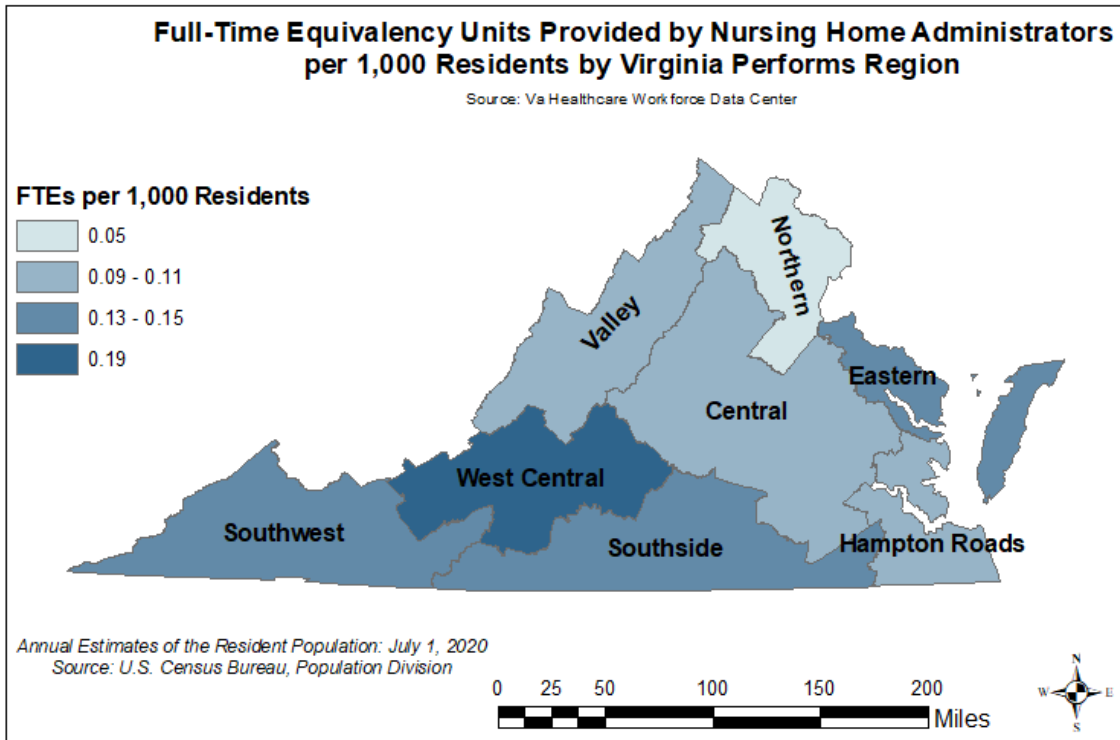 Full-Time Equivalency Units Provided by Nursing Home Administrators
per 1,000 Residents by Virginia Performs Region
Source: Va Healthcare Workforce Data Center
FTEs per 1,000 Residents
0.05
0.09 - 0.11
0.13 - 0.15
0.19
Northern
Valley
Eastern
Central
West Central
Southwest
Southside
Hampton Roads
Annual Estimates of the Resident Population: July 1, 2020
Source: U.S. Census Bureau, Population Division
0 25 50 100 150 200
Miles
N
W E
S